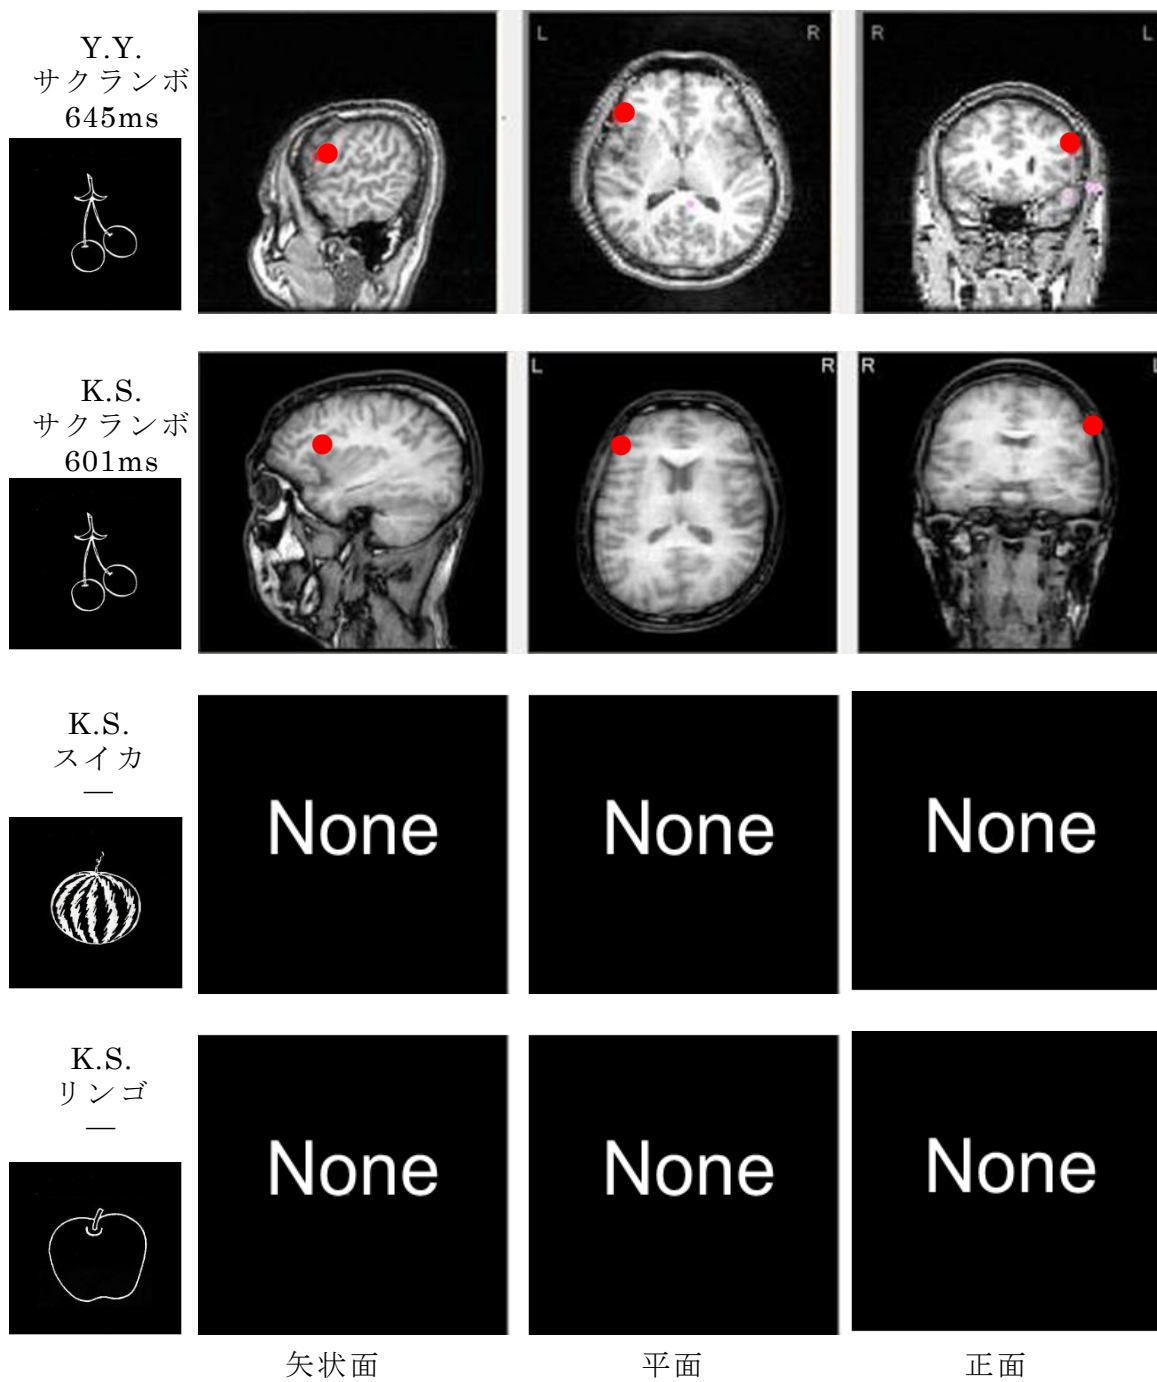 Y.Y.
サクランボ
645ms
L R
R L
K.S.
サクランボ
601ms
L R
R L
K.S.
スイカ
—
None None None
K.S.
リンゴ
—
None None None
矢状面 平面 正面